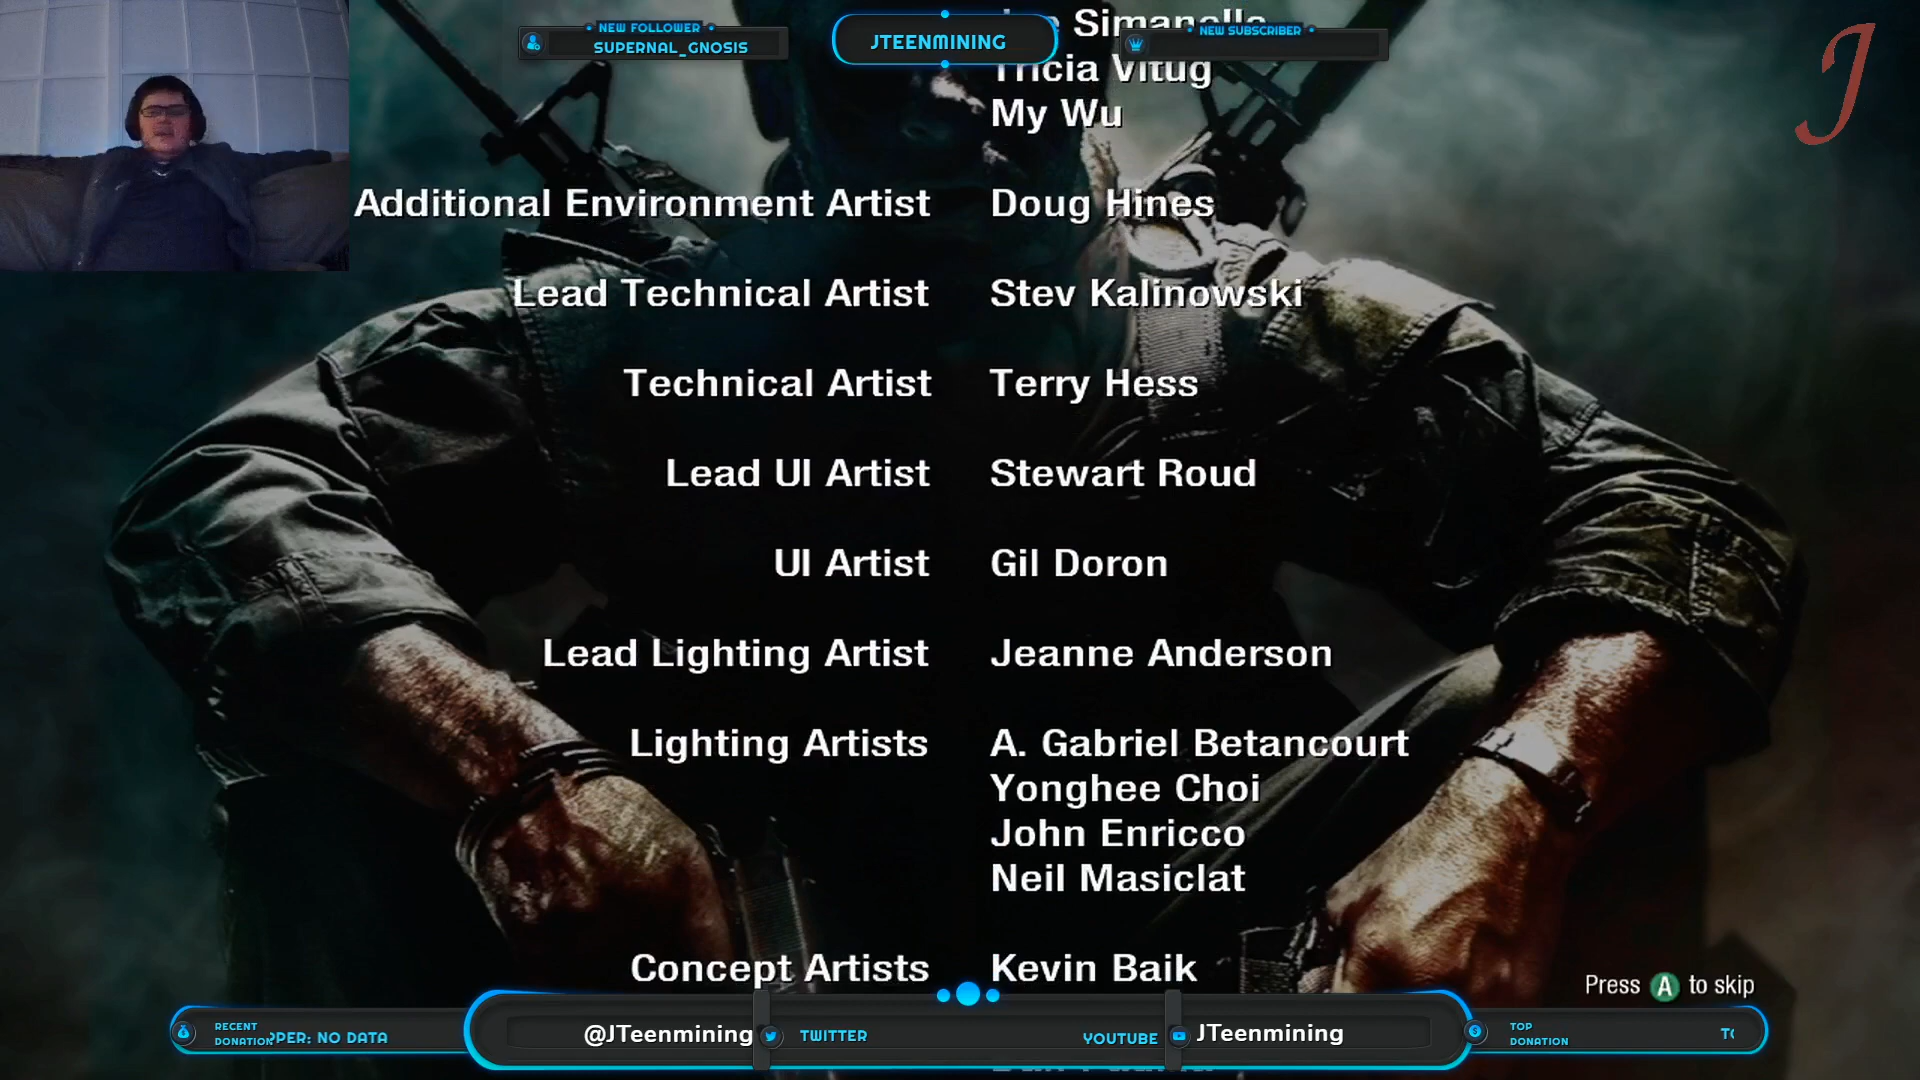 NEW FOLLOWER
SUPERNAL_GNOSIS
JTEENMINING
NEW SUBSCRIBER
J
Simanella
Tricia Vitug
My Wu
Additional Environment Artist Doug Hines
Lead Technical Artist Stev Kalinowski
Technical Artist Terry Hess
Lead UI Artist Stewart Roud
UI Artist Gil Doron
Lead Lighting Artist Jeanne Anderson
Lighting Artists A. Gabriel Betancourt
Yonghee Choi
John Enricco
Neil Masiclat
Concept Artists Kevin Baik
Press A to skip
RECENT DONATION
PER: NO DATA
@JTeenmining TWITTER
YOUTUBE JTeenmining
TOP DONATION